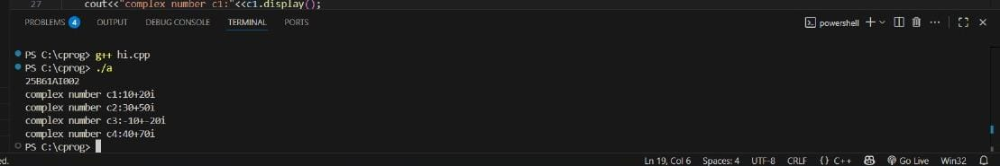 27 cout<<"complex number c1:"<<c1.display();
PROBLEMS 4 OUTPUT DEBUG CONSOLE TERMINAL PORTS powershell
PS C:\cprog> g++ hi.cpp
PS C:\cprog> ./a
25B61AI002
complex number c1:10+20i
complex number c2:30+50i
complex number c3:-10+-20i
complex number c4:40+70i
PS C:\cprog>
ed. Ln 19, Col 6 Spaces: 4 UTF-8 CRLF {} C++ Go Live Win32